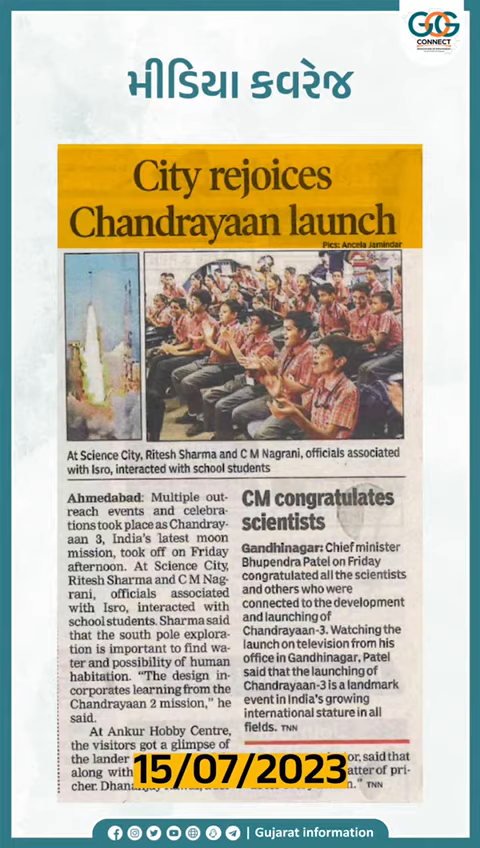 GOG
CONNECT
મીડિયા કવરેજ
City rejoices
Chandrayaan launch
Pics: Ancela Jamindar
At Science City, Ritesh Sharma and C M Nagrani, officials associated
with Isro, interacted with school students
Ahmedabad: Multiple out-
reach events and celebra-
tions took place as Chandray-
aan 3, India's latest moon
mission, took off on Friday
afternoon. At Science City,
Ritesh Sharma and C M Nag-
rani, officials associated
with Isro, interacted with
school students. Sharma said
that the south pole explora-
tion is important to find wa-
ter and possibility of human
habitation. “The design in-
corporates learning from the
Chandrayaan 2 mission,” he
said.
At Ankur Hobby Centre,
the visitors got a glimpse of
the lander
along with
cher.
CM congratulates
scientists
Gandhinagar: Chief minister
Bhupendra Patel on Friday
congratulated all the scientists
and others who were
connected to the development
and launching of
Chandrayaan-3. Watching the
launch on television from his
office in Gandhinagar, Patel
said that the launching of
Chandrayaan-3 is a landmark
event in India's growing
international stature in all
fields. TNN
said that
matter of pri-
TNN
15/07/2023
Gujarat information